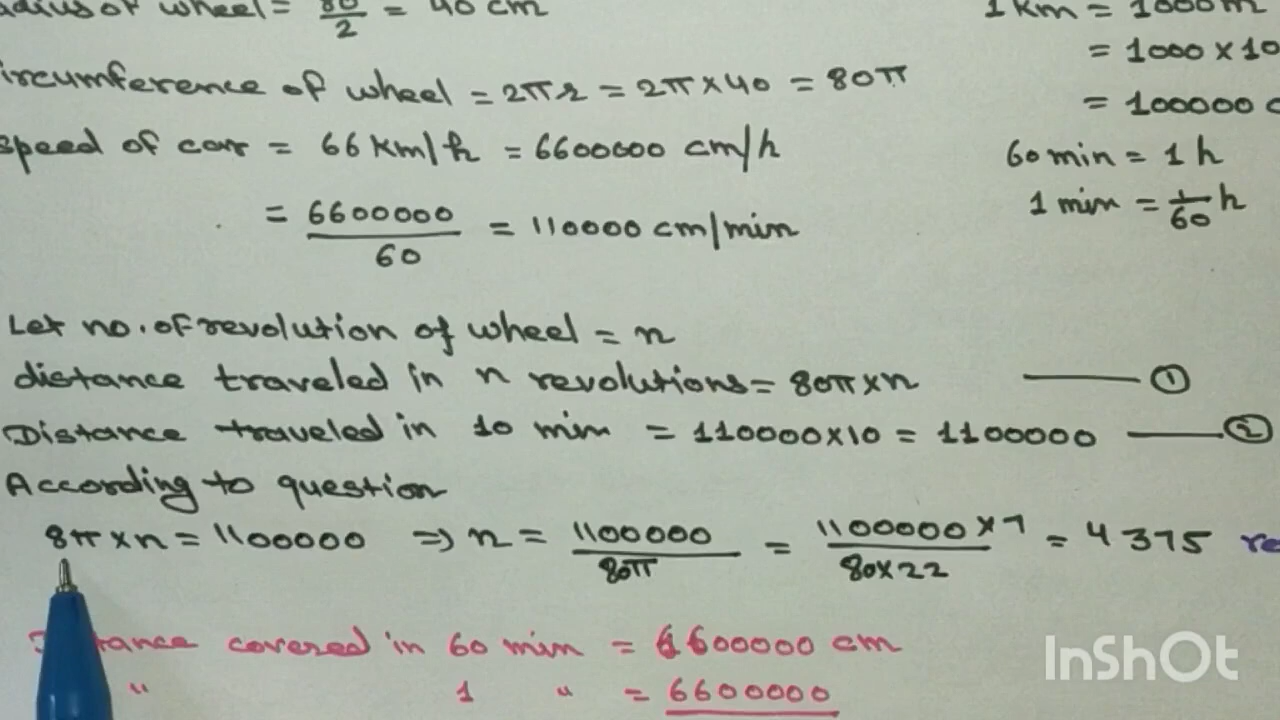 adius of wheel = 80/2 = 40 cm
1 Km = 1000 m
= 1000 × 10
= 100000 c
ircumference of wheel = 2πr = 2π×40 = 80π
speed of car = 66 Km/h = 6600000 cm/h
60 min = 1 h
1 min = 1/60 h
= 6600000/60 = 110000 cm/min
Let no. of revolution of wheel = n
distance traveled in n revolutions = 80π×n —— ①
Distance traveled in 10 min = 110000×10 = 1100000 —— ②
According to question
8π×n = 1100000 ⇒ n = 1100000/80π = 1100000×7/80×22 = 4375 re
tance covered in 60 min = 6600000 cm
" 1 " = 6600000
InShOt